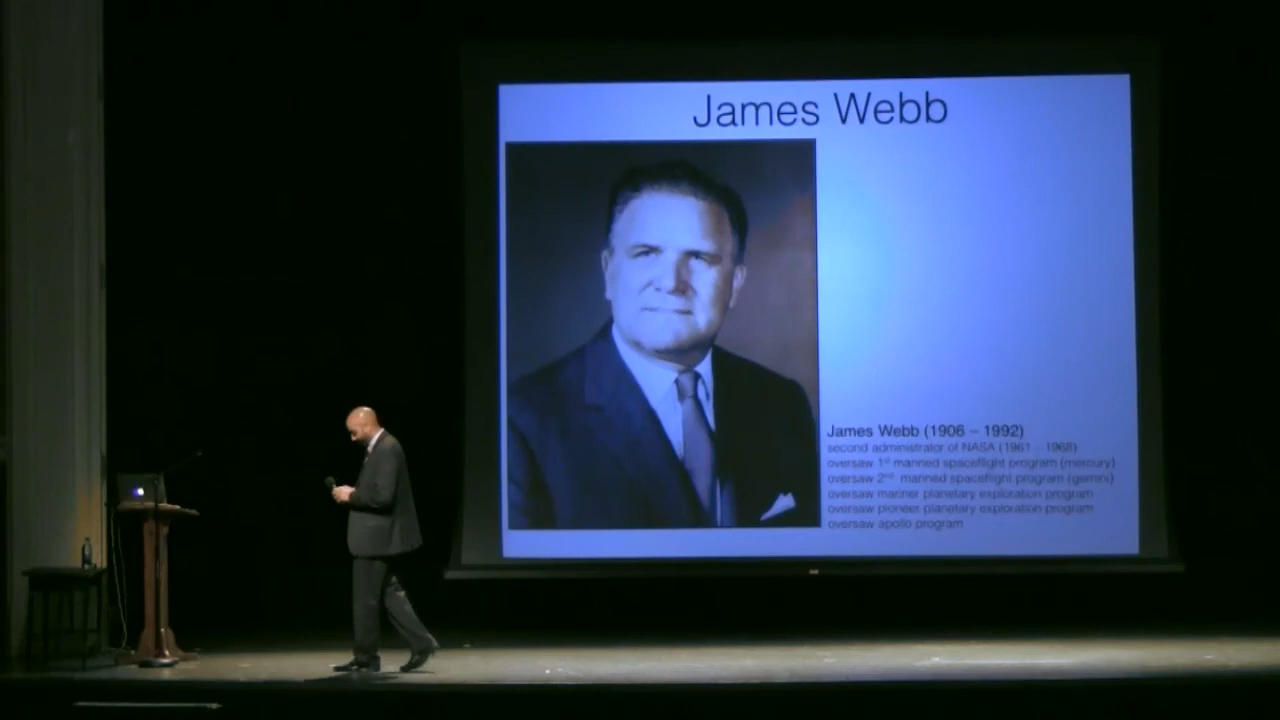 James Webb
James Webb (1906 – 1992)
second administrator of NASA (1961 – 1968)
oversaw 1st manned spaceflight program (mercury)
oversaw 2nd manned spaceflight program (gemini)
oversaw mariner planetary exploration program
oversaw pioneer planetary exploration program
oversaw apollo program